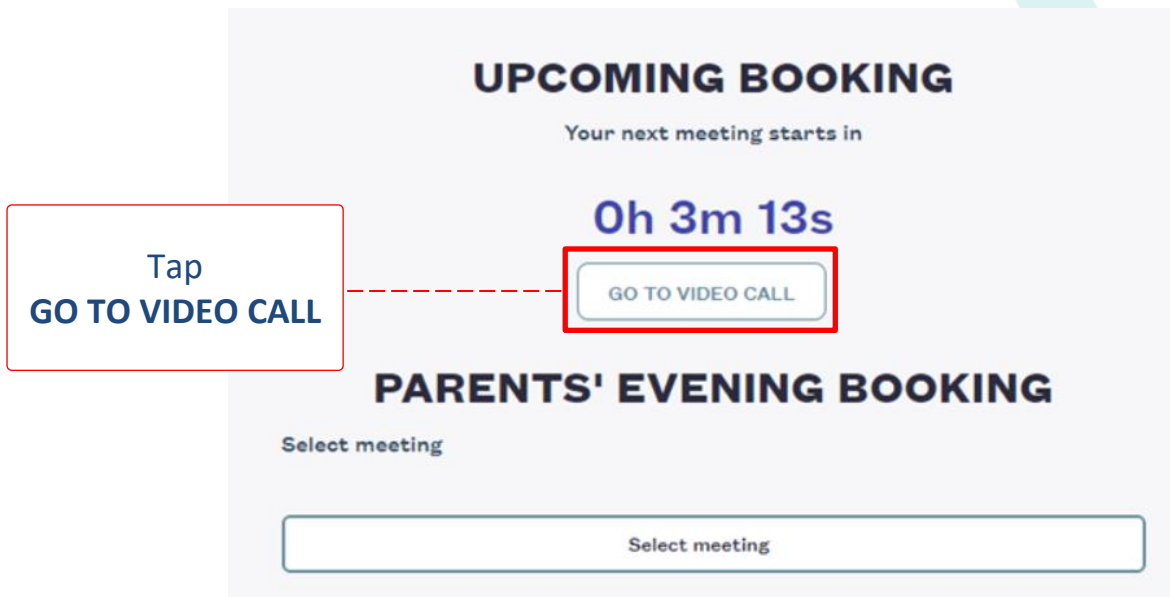 UPCOMING BOOKING
Your next meeting starts in
0h 3m 13s
Tap
GO TO VIDEO CALL
GO TO VIDEO CALL
PARENTS' EVENING BOOKING
Select meeting
Select meeting